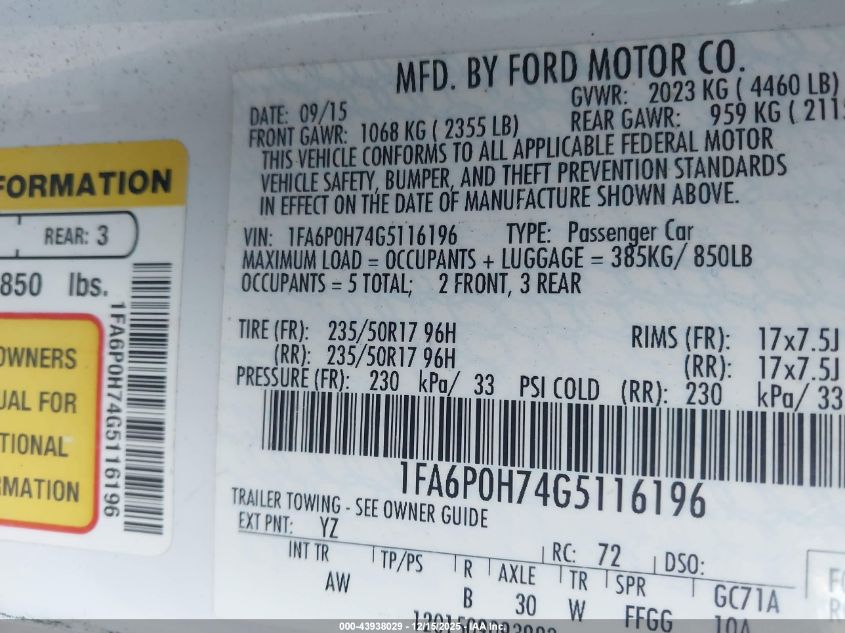 MFD. BY FORD MOTOR CO.
DATE: 09/15 GVWR: 2023 KG ( 4460 LB)
FRONT GAWR: 1068 KG ( 2355 LB) REAR GAWR: 959 KG ( 211
THIS VEHICLE CONFORMS TO ALL APPLICABLE FEDERAL MOTOR
VEHICLE SAFETY, BUMPER, AND THEFT PREVENTION STANDARDS
IN EFFECT ON THE DATE OF MANUFACTURE SHOWN ABOVE.
VIN: 1FA6P0H74G5116196 TYPE: Passenger Car
MAXIMUM LOAD = OCCUPANTS + LUGGAGE = 385KG/ 850LB
OCCUPANTS = 5 TOTAL; 2 FRONT, 3 REAR
TIRE (FR): 235/50R17 96H RIMS (FR): 17x7.5J
(RR): 235/50R17 96H (RR): 17x7.5J
PRESSURE (FR): 230 kPa/ 33 PSI COLD (RR): 230 kPa/ 33
1FA6P0H74G5116196
TRAILER TOWING - SEE OWNER GUIDE
EXT PNT: YZ RC: 72 DSO:
INT TR TP/PS R AXLE TR SPR GC71A
AW B 30 W FFGG 10A
FORMATION
REAR: 3
850 lbs.
1FA6P0H74G5116196
OWNERS
UAL FOR
TIONAL
RMATION
000-43938029 - 12/15/2025 - IAAI.COM